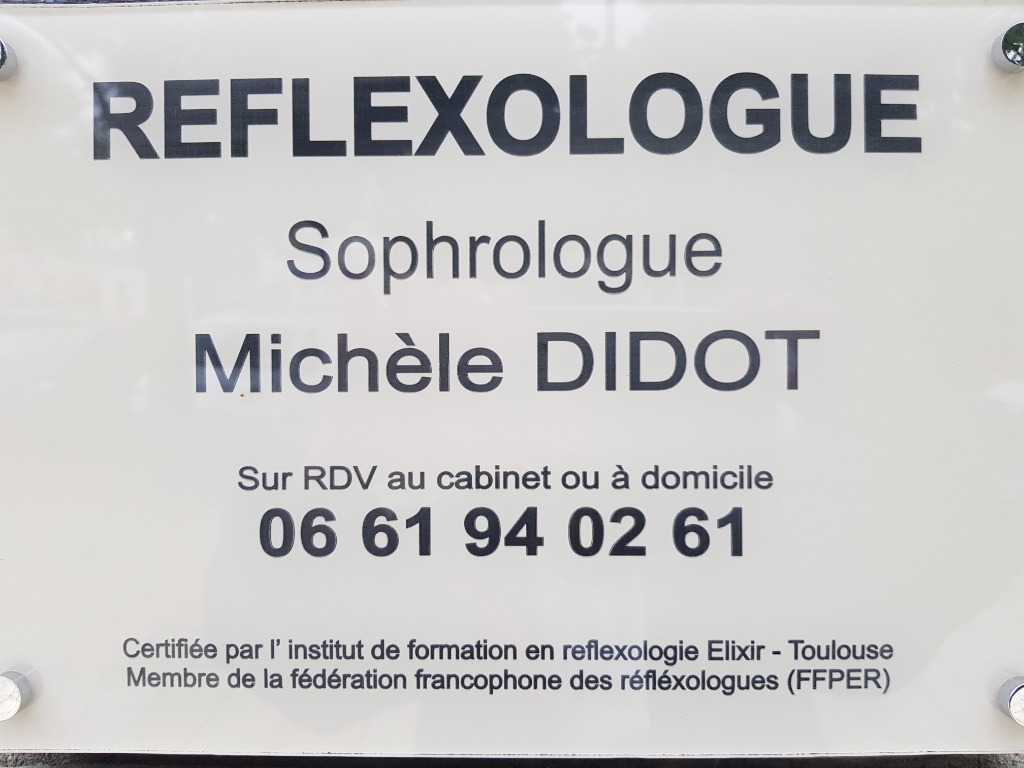 REFLEXOLOGUE
Sophrologue
Michèle DIDOT
Sur RDV au cabinet ou à domicile
06 61 94 02 61
Certifiée par l' institut de formation en reflexologie Elixir - Toulouse
Membre de la fédération francophone des réfléxologues (FFPER)